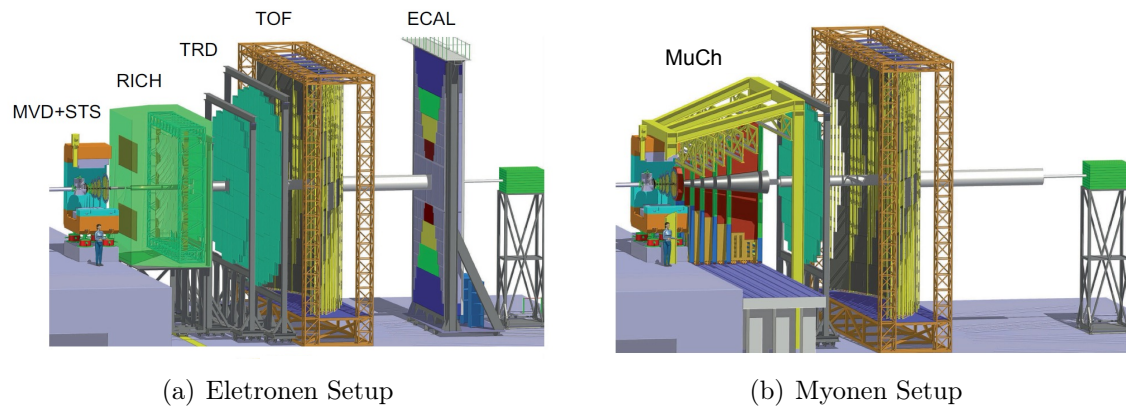 TOF
ECAL
TRD
RICH
MVD+STS
MuCh
(a) Eletronen Setup
(b) Myonen Setup